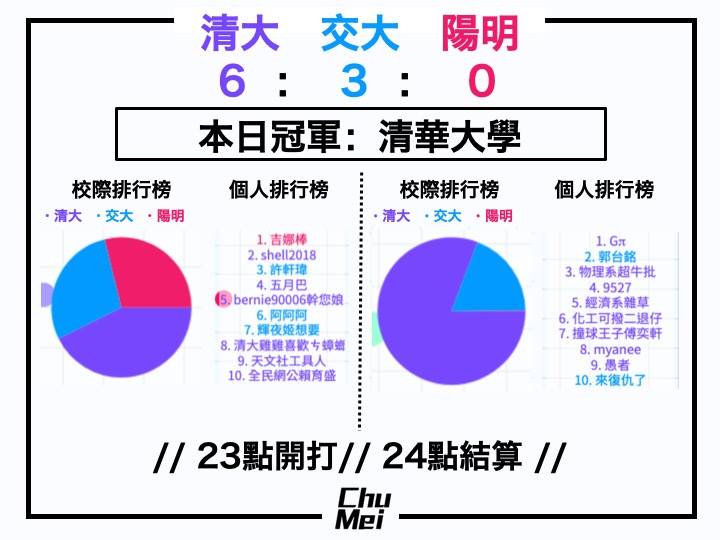 清大 交大 陽明
6 : 3 : 0
本日冠軍：清華大學
校際排行榜
・清大 ・交大 ・陽明
個人排行榜
1. 吉娜棒
2. shell2018
3. 許軒瑋
4. 五月巴
5. bernie90006幹您娘
6. 阿阿阿
7. 輝夜姬想要
8. 清大雞雞喜歡ㄘ蟑螂
9. 天文社工具人
10. 全民網公賴育盛
校際排行榜
・清大 ・交大 ・陽明
個人排行榜
1. Gπ
2. 郭台銘
3. 物理系超牛批
4. 9527
5. 經濟系雜草
6. 化工可撥二退仔
7. 撞球王子傅奕軒
8. myanee
9. 愚者
10. 來復仇了
// 23點開打// 24點結算 //
Chu
Mei